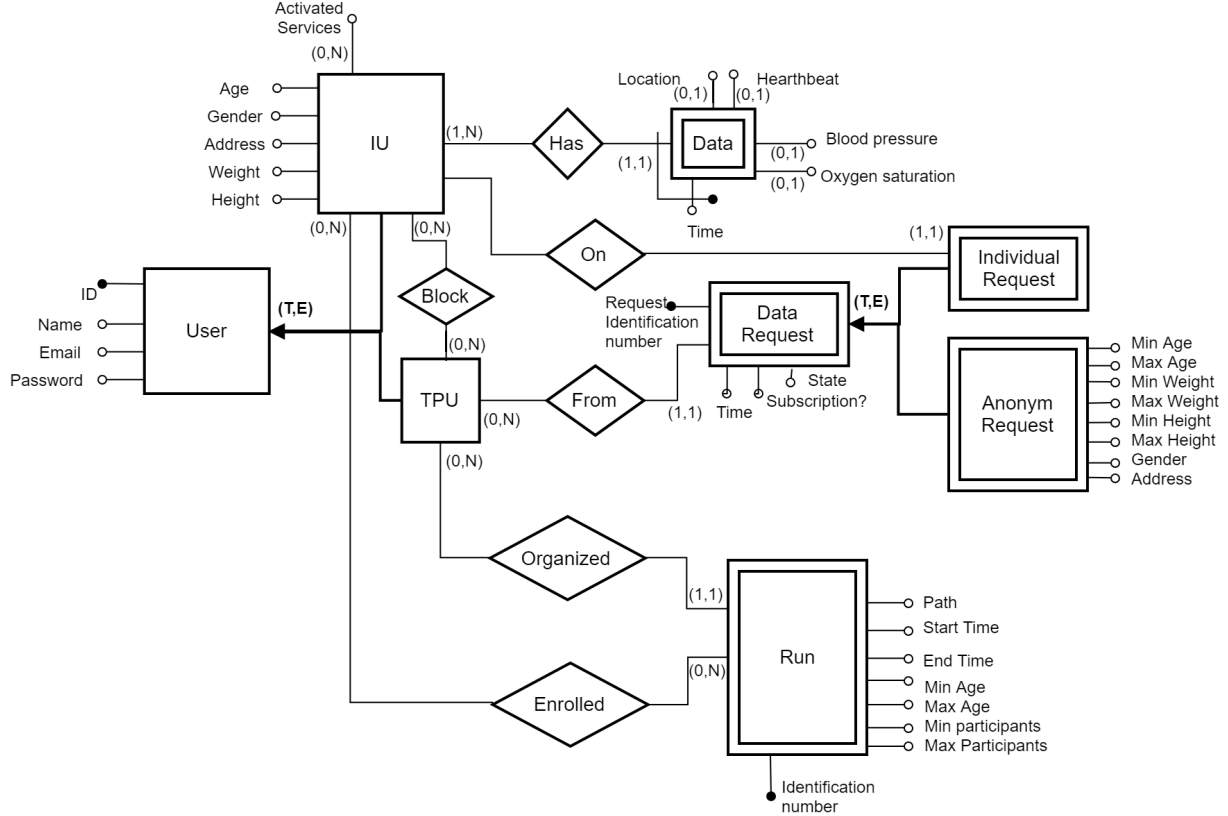 Activated
Services
(0,N)
Age
Gender
Address
Weight
Height
IU
(1,N)
Has
(1,1)
Location
Hearthbeat
(0,1)
(0,1)
Data
Blood pressure
(0,1)
Oxygen saturation
(0,1)
Time
(0,N)
(0,N)
On
(1,1)
Individual
Request
ID
Name
Email
Password
User
(T,E)
Block
(0,N)
TPU
(0,N)
(0,N)
From
(1,1)
Request
Identification
number
Data
Request
(T,E)
Time
State
Subscription?
Anonym
Request
Min Age
Max Age
Min Weight
Max Weight
Min Height
Max Height
Gender
Address
Organized
(1,1)
Enrolled
(0,N)
Run
Path
Start Time
End Time
Min Age
Max Age
Min participants
Max Participants
Identification
number